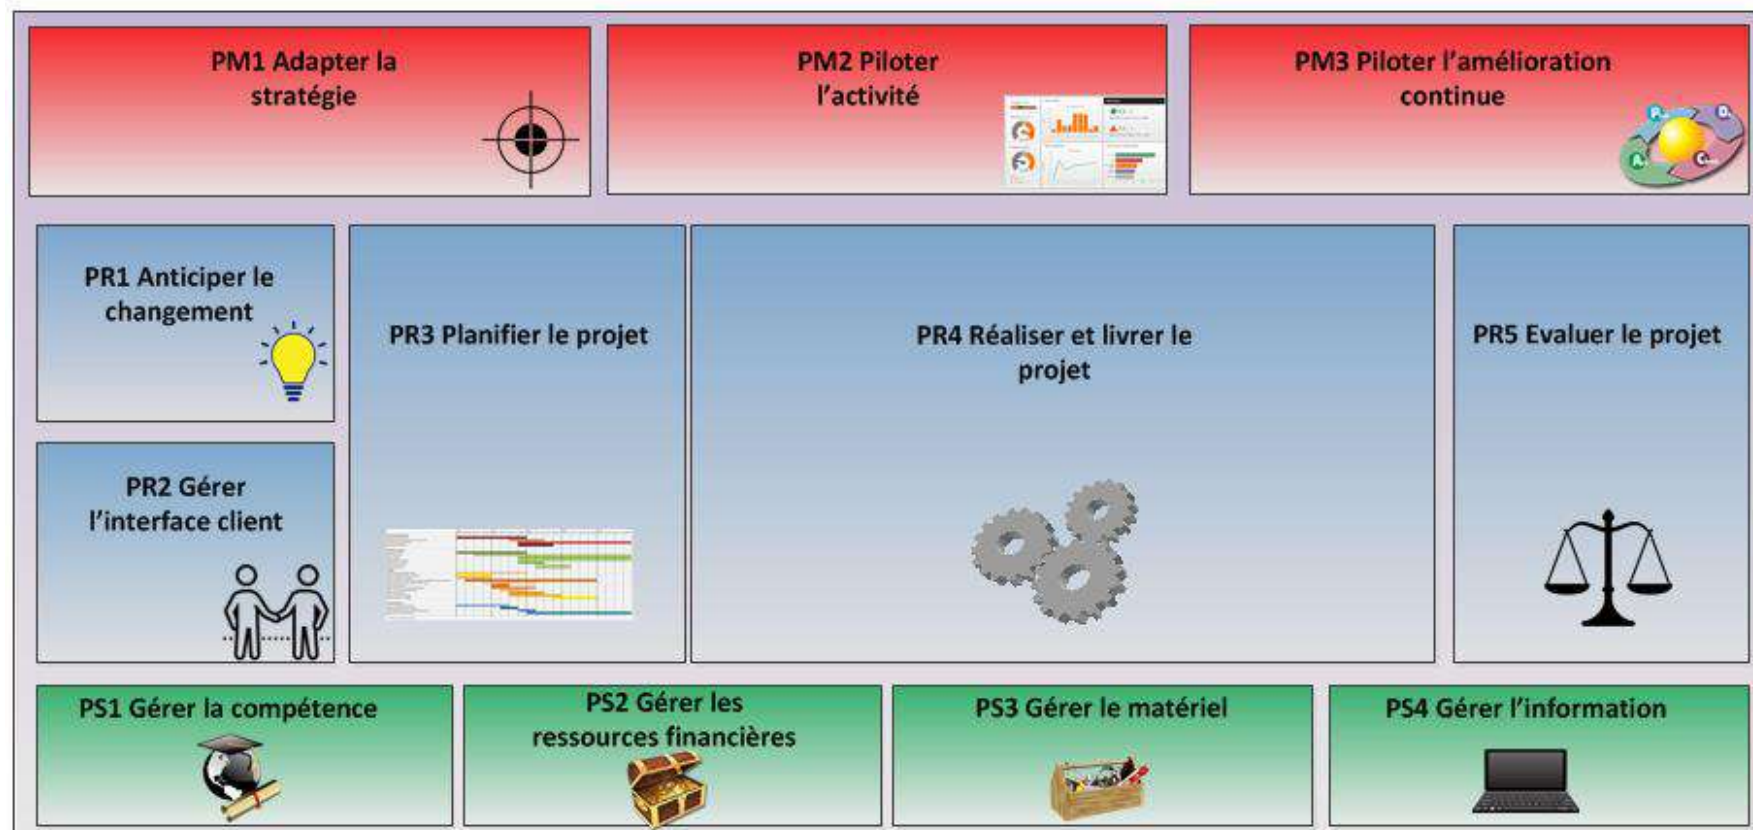 PM1 Adapter la
stratégie
PM2 Piloter
l'activité
PM3 Piloter l'amélioration
continue
PR1 Anticiper le
changement
PR2 Gérer
l'interface client
PR3 Planifier le projet
PR4 Réaliser et livrer le
projet
PR5 Evaluer le projet
PS1 Gérer la compétence
PS2 Gérer les
ressources financières
PS3 Gérer le matériel
PS4 Gérer l'information